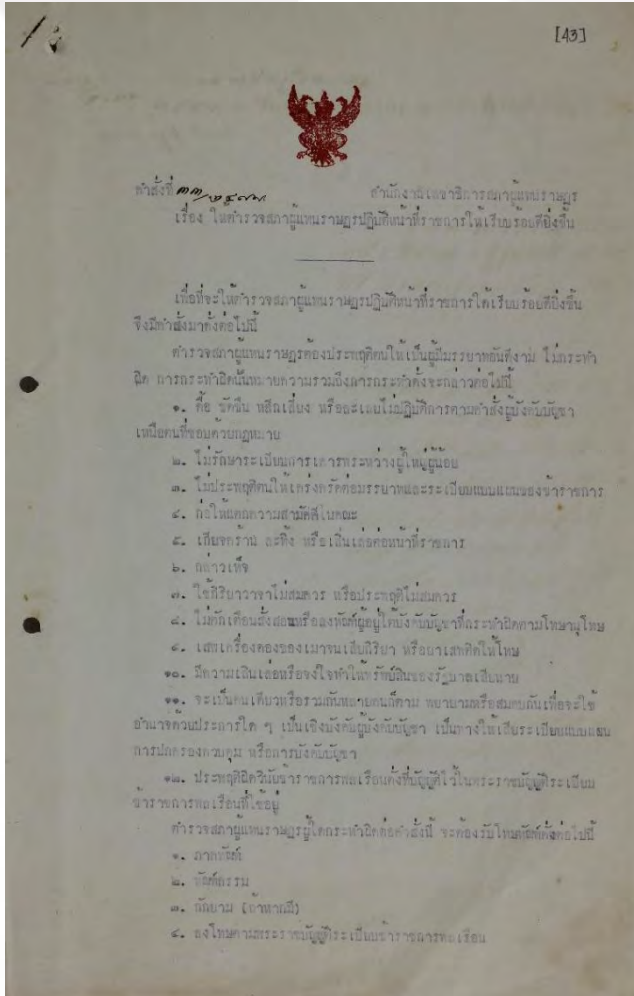 [43]
คำสั่งที่ ๓๓/๒๔๗๗ สำนักงานเลขาธิการสภาผู้แทนราษฎร
เรื่อง ให้ตำรวจสภาผู้แทนราษฎรปฏิบัติหน้าที่ราชการให้เรียบร้อยดียิ่งขึ้น
เพื่อที่จะให้ตำรวจสภาผู้แทนราษฎรปฏิบัติหน้าที่ราชการได้เรียบร้อยดียิ่งขึ้น
จึงมีคำสั่งมาดังต่อไปนี้
ตำรวจสภาผู้แทนราษฎรต้องประพฤติตนให้เป็นผู้มีมรรยาทอันดีงาม ไม่กระทำ
ผิด การกระทำผิดนั้นหมายความรวมถึงการกระทำดังจะกล่าวต่อไปนี้
๑. ดื้อ ขัดขืน หลีกเลี่ยง หรือละเลยไม่ปฏิบัติการตามคำสั่งผู้บังคับบัญชา
เหนือตนที่ชอบด้วยกฎหมาย
๒. ไม่รักษาระเบียบการเคารพระหว่างผู้ใหญ่ผู้น้อย
๓. ไม่ประพฤติตนให้เคร่งครัดต่อมรรยาทและระเบียบแบบแผนของข้าราชการ
๔. ก่อให้แตกความสามัคคีในคณะ
๕. เกียจคร้าน ละทิ้ง หรือเลินเล่อต่อหน้าที่ราชการ
๖. กล่าวเท็จ
๗. ใช้กิริยาวาจาไม่สมควร หรือประพฤติไม่สมควร
๘. ไม่ตักเตือนสั่งสอนหรือลงทัณฑ์ผู้อยู่ใต้บังคับบัญชาที่กระทำผิดตามโทษานุโทษ
๙. เสพเครื่องดองของเมาจนเสียกิริยา หรือยาเสพติดให้โทษ
๑๐. มีความเลินเล่อหรือจงใจทำให้ทรัพย์สินของรัฐบาลเสียหาย
๑๑. จะเป็นคนเดียวหรือรวมกันหลายคนก็ตาม พยายามหรือสมคบกันเพื่อจะใช้
อำนาจด้วยประการใด ๆ เป็นเชิงบังคับผู้บังคับบัญชา เป็นทางให้เสียระเบียบแบบแผน
การปกครองควบคุม หรือการบังคับบัญชา
๑๒. ประพฤติผิดวินัยข้าราชการพลเรือนดังที่บัญญัติไว้ในพระราชบัญญัติระเบียบ
ข้าราชการพลเรือนที่ใช้อยู่
ตำรวจสภาผู้แทนราษฎรผู้ใดกระทำผิดต่อคำสั่งนี้ จะต้องรับโทษทัณฑ์ดังต่อไปนี้
๑. ภาคทัณฑ์
๒. ทัณฑ์กรรม
๓. กักยาม (ถ้าหากมี)
๔. ลงโทษตามพระราชบัญญัติระเบียบข้าราชการพลเรือน